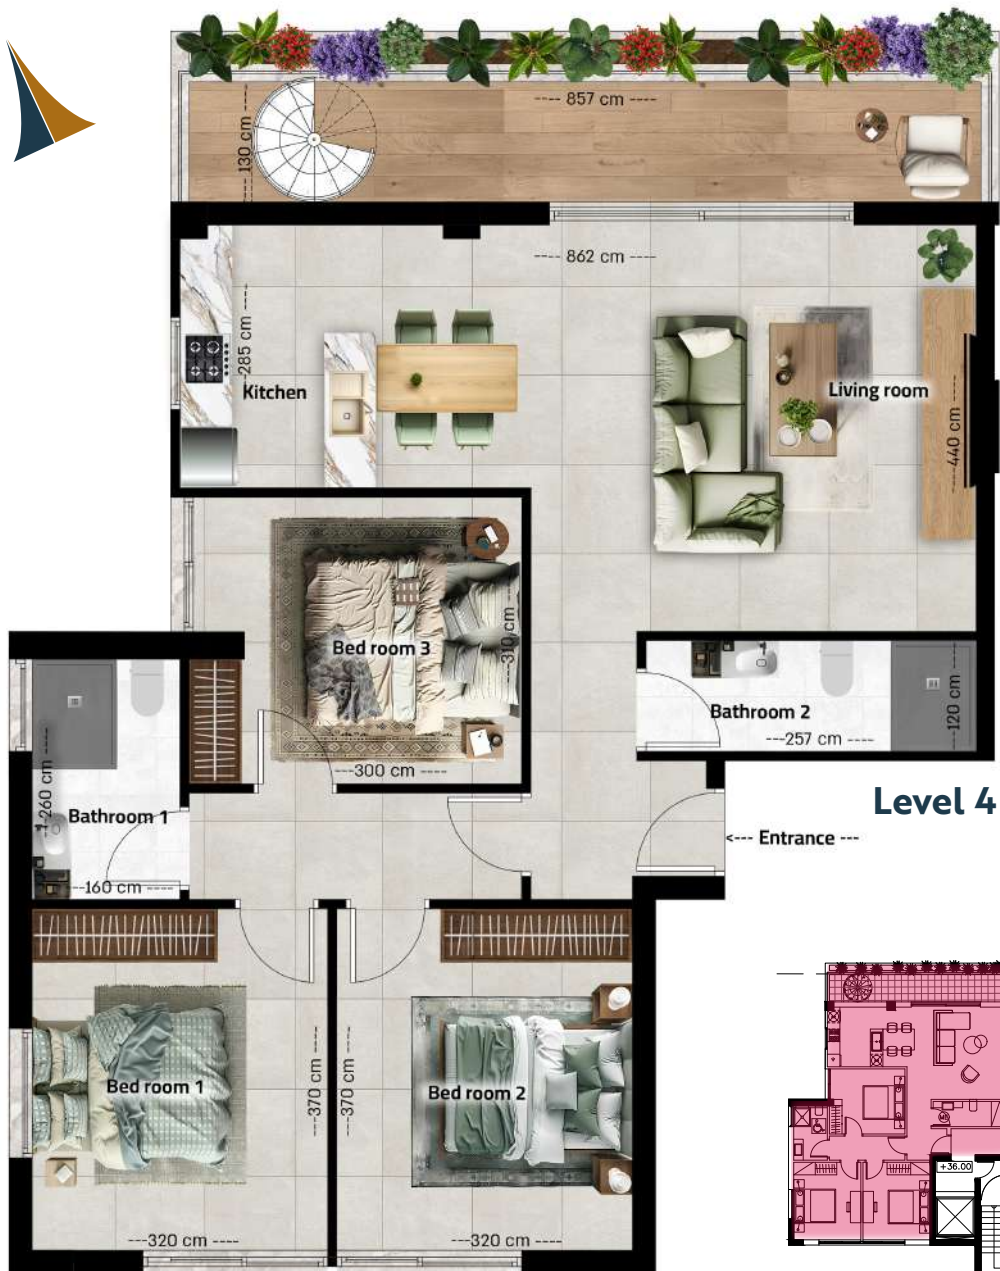 ---- 857 cm ----
---130 cm---
---- 862 cm ----
--285 cm ----
Kitchen
Living room
---440 cm ----
Bed room 3
---310 cm ---
---300 cm ----
Bathroom 2
---257 cm ----
---120 cm ----
Level 4
Bathroom 1
---260 cm ----
---160 cm ----
<--- Entrance ---
Bed room 1
Bed room 2
---370 cm ----
---370 cm ----
---320 cm ----
---320 cm ----
+36.00